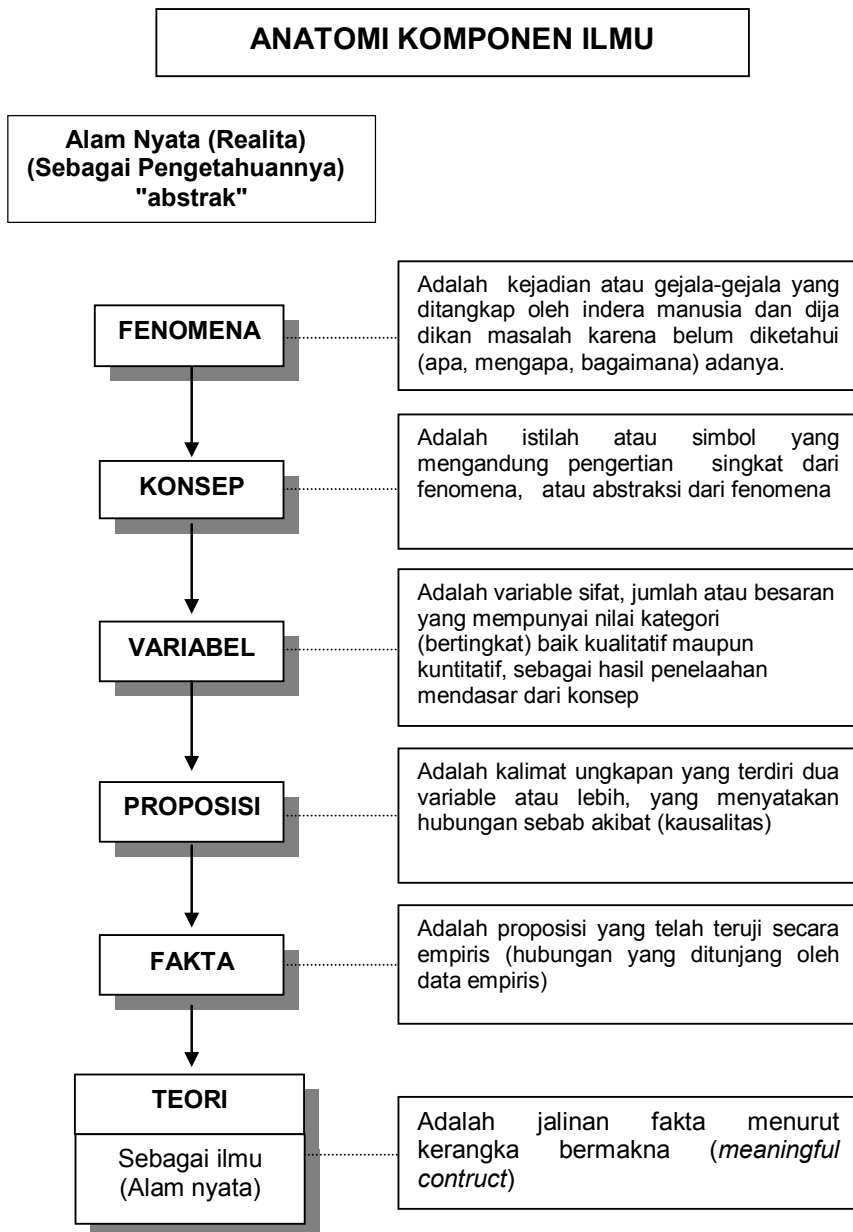 ANATOMI KOMPONEN ILMU
Alam Nyata (Realita)
(Sebagai Pengetahuannya)
"abstrak"
FENOMENA
Adalah kejadian atau gejala-gejala yang
ditangkap oleh indera manusia dan dija
dikan masalah karena belum diketahui
(apa, mengapa, bagaimana) adanya.
KONSEP
Adalah istilah atau simbol yang
mengandung pengertian singkat dari
fenomena, atau abstraksi dari fenomena
VARIABEL
Adalah variable sifat, jumlah atau besaran
yang mempunyai nilai kategori
(bertingkat) baik kualitatif maupun
kuntitatif, sebagai hasil penelaahan
mendasar dari konsep
PROPOSISI
Adalah kalimat ungkapan yang terdiri dua
variable atau lebih, yang menyatakan
hubungan sebab akibat (kausalitas)
FAKTA
Adalah proposisi yang telah teruji secara
empiris (hubungan yang ditunjang oleh
data empiris)
TEORI
Sebagai ilmu
(Alam nyata)
Adalah jalinan fakta menurut
kerangka bermakna (meaningful
contruct)